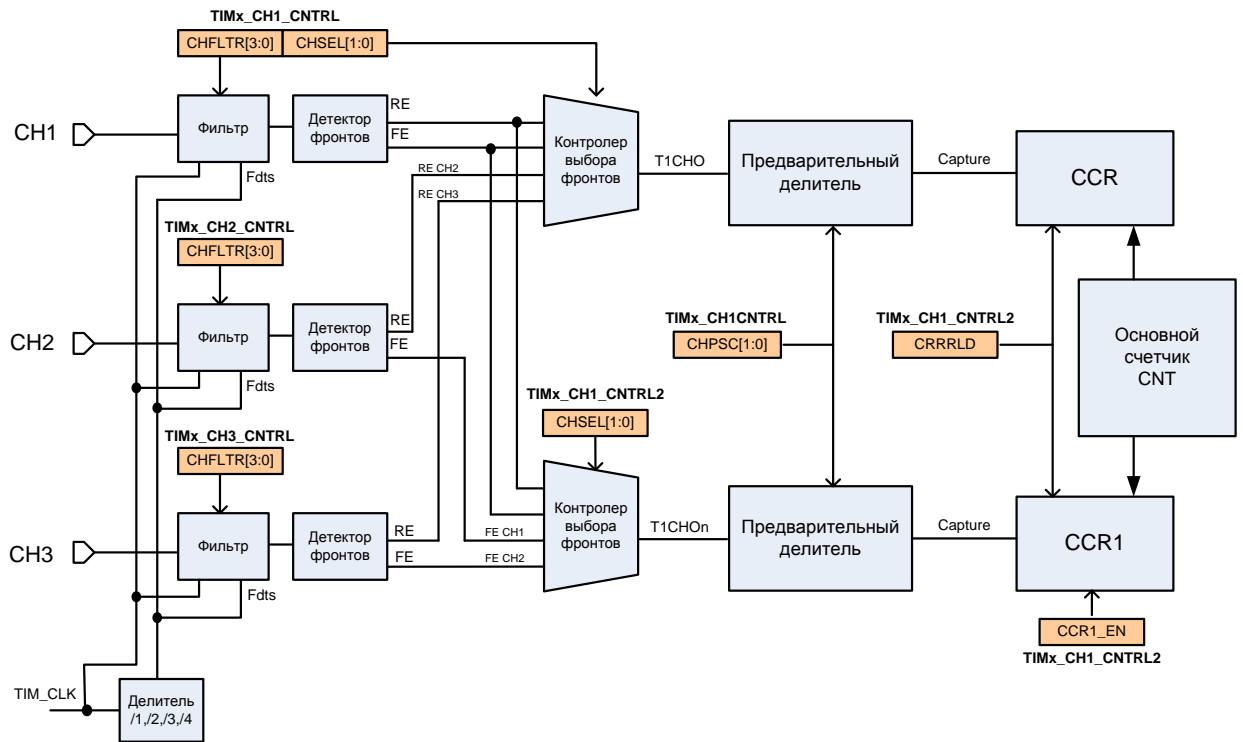 TIMx_CH1_CNTRL
CHFLTR[3:0] CHSEL[1:0]
CH1
Фильтр
Детектор
фронтов
RE
FE
Fdts
Контролер
выбора
фронтов
RE CH2
RE CH3
T1CHO
Предварительный
делитель
Capture
CCR
TIMx_CH2_CNTRL
CHFLTR[3:0]
CH2
Фильтр
Детектор
фронтов
RE
FE
Fdts
TIMx_CH1CNTRL
CHPSC[1:0]
TIMx_CH1_CNTRL2
CRRRLD
Основной
счетчик
CNT
TIMx_CH1_CNTRL2
CHSEL[1:0]
TIMx_CH3_CNTRL
CHFLTR[3:0]
CH3
Фильтр
Детектор
фронтов
RE
FE
Fdts
FE CH1
FE CH2
Контролер
выбора
фронтов
T1CHOn
Предварительный
делитель
Capture
CCR1
CCR1_EN
TIMx_CH1_CNTRL2
TIM_CLK
Делитель
/1,/2,/3,/4